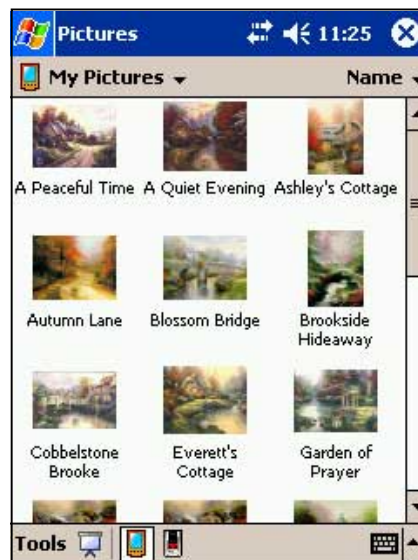 Pictures 11:25
My Pictures Name
A Peaceful Time A Quiet Evening Ashley's Cottage
Autumn Lane Blossom Bridge Brookside
Hideaway
Cobbelstone Everett's Garden of
Brooke Cottage Prayer
Tools